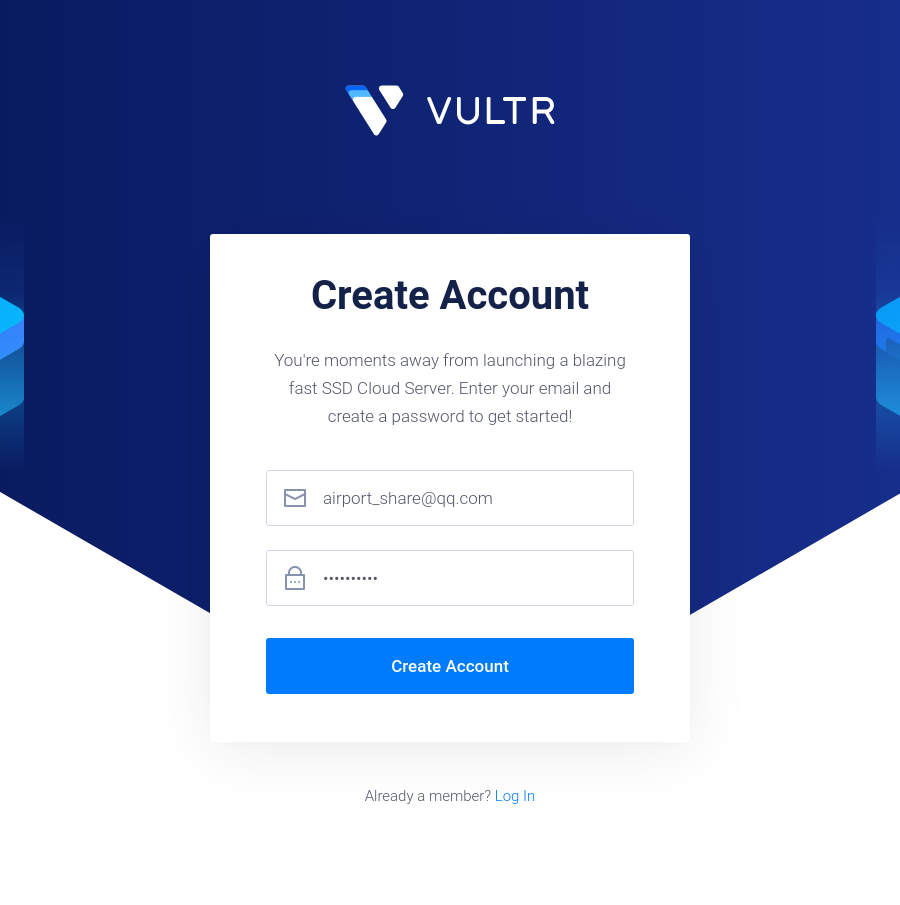 VULTR
Create Account
You're moments away from launching a blazing
fast SSD Cloud Server. Enter your email and
create a password to get started!
airport_share@qq.com
••••••••••
Create Account
Already a member? Log In